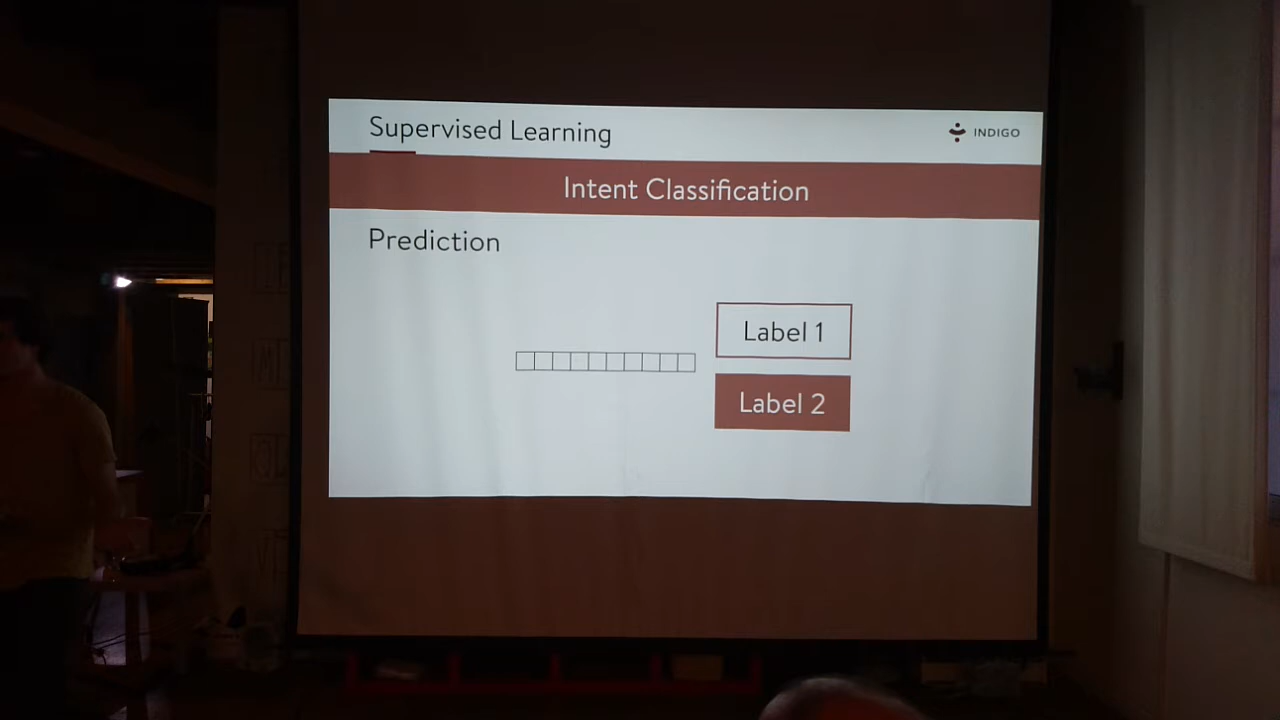 Supervised Learning
INDIGO
Intent Classification
Prediction
Label 1
Label 2